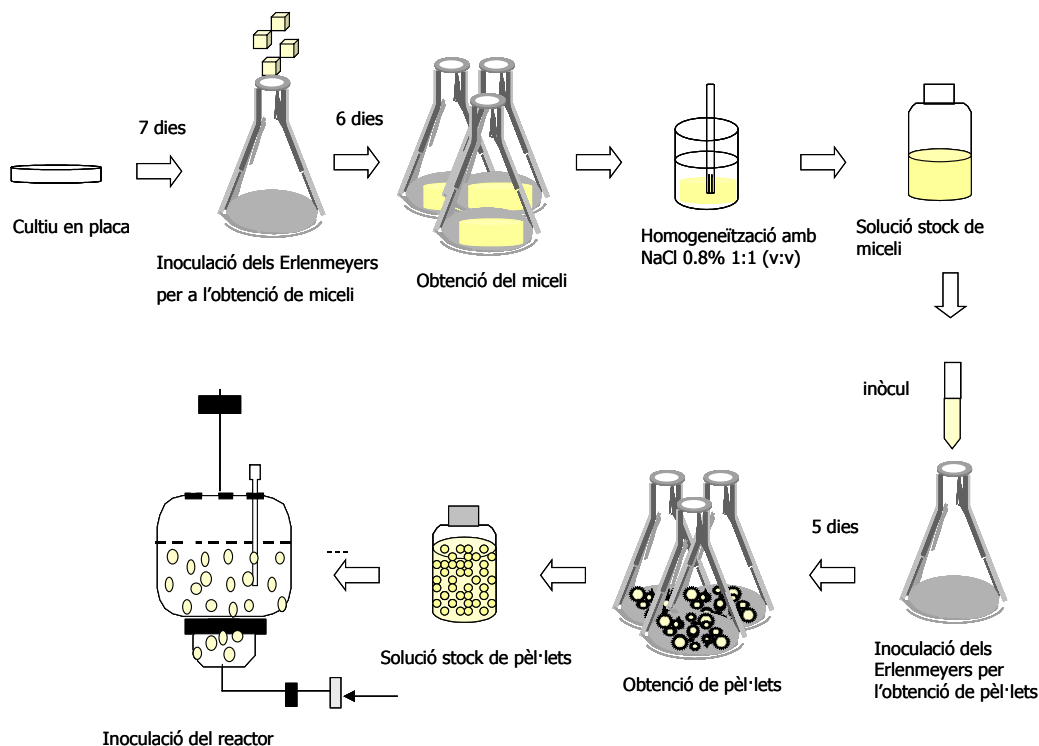 7 dies
6 dies
Cultiu en placa
Inoculació dels Erlenmeyers
per a l'obtenció de miceli
Obtenció del miceli
Homogeneïtzació amb
NaCl 0.8% 1:1 (v:v)
Solució stock de
miceli
inòcul
5 dies
Inoculació dels
Erlenmeyers per
l'obtenció de pèl·lets
Obtenció de pèl·lets
Solució stock de pèl·lets
Inoculació del reactor